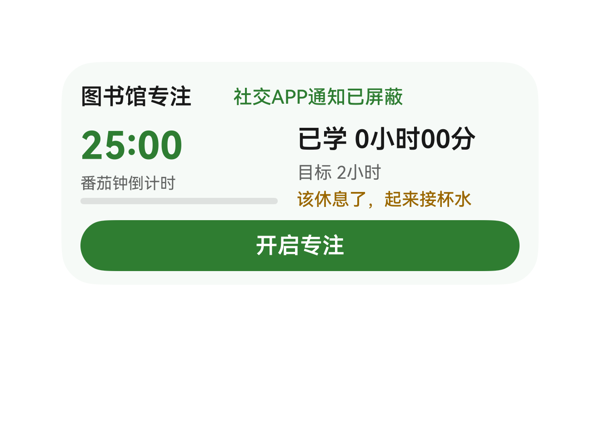 图书馆专注
社交APP通知已屏蔽
25:00
番茄钟倒计时
已学 0小时00分
目标 2小时
该休息了，起来接杯水
开启专注